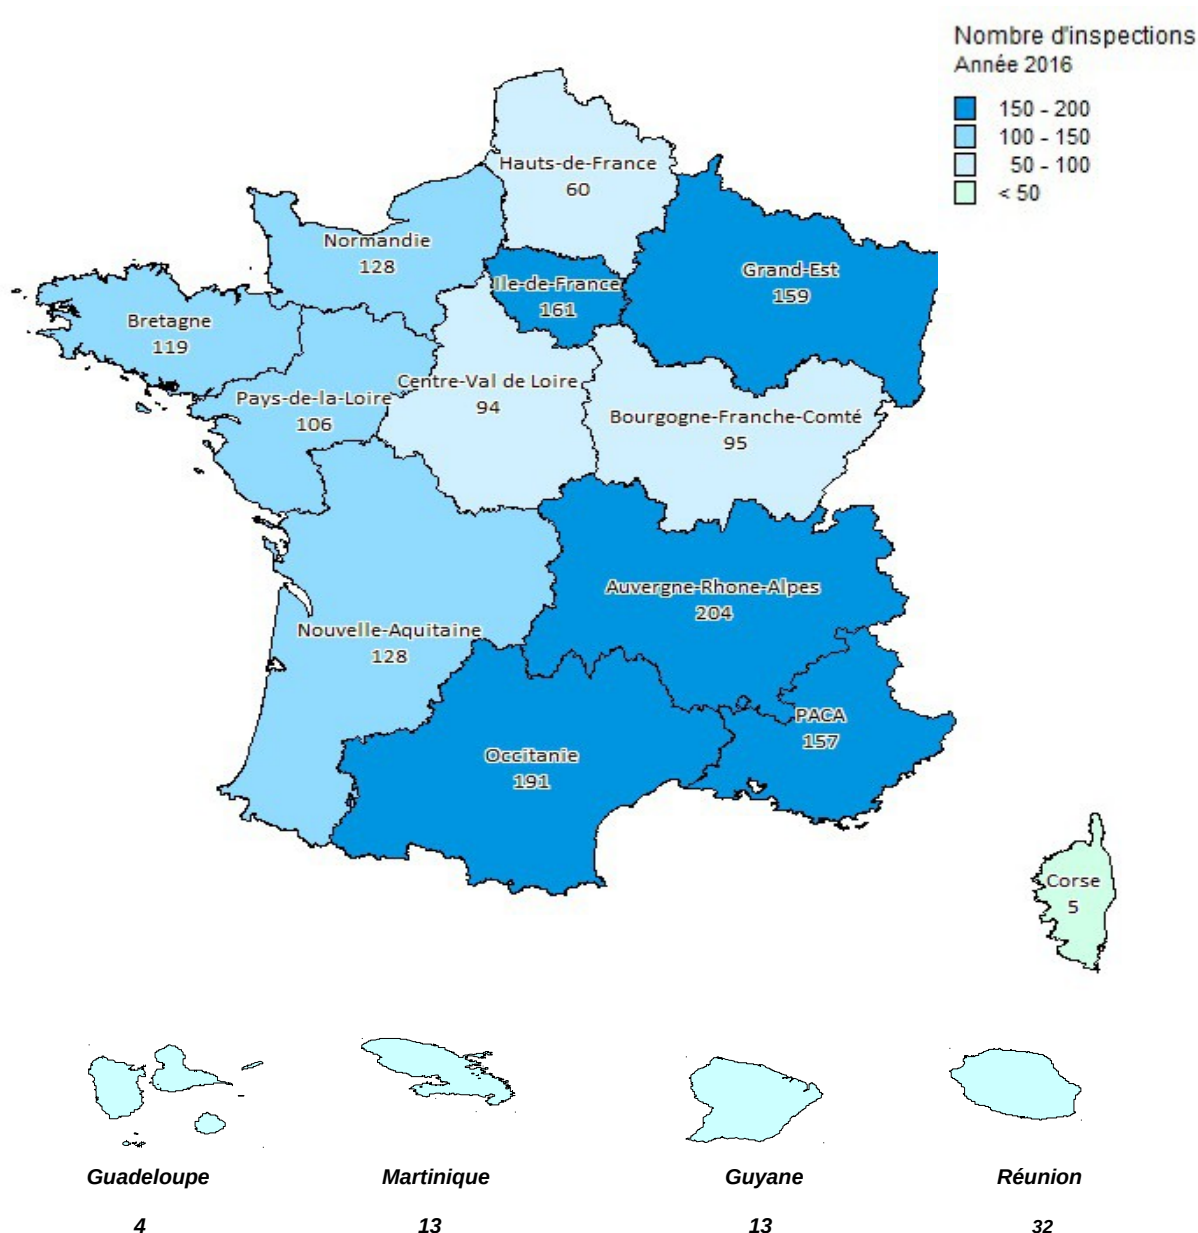 Nombre d'inspections
Année 2016
150 - 200
100 - 150
50 - 100
< 50
Hauts-de-France
60
Normandie
128
Ile-de-France
161
Grand-Est
159
Bretagne
119
Pays-de-la-Loire
106
Centre-Val de Loire
94
Bourgogne-Franche-Comté
95
Auvergne-Rhone-Alpes
204
Nouvelle-Aquitaine
128
PACA
157
Occitanie
191
Corse
5
Guadeloupe
4
Martinique
13
Guyane
13
Réunion
32